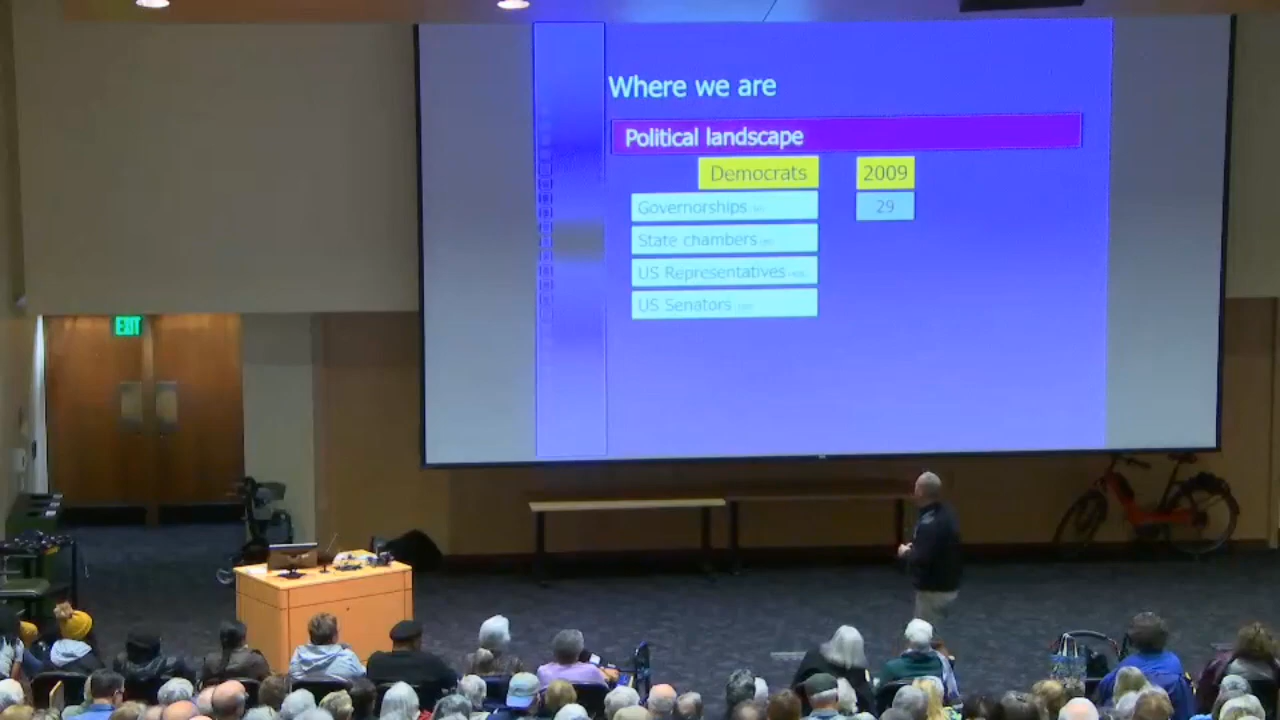 EXIT
Where we are
Political landscape
Democrats 2009
Governorships 29
State chambers
US Representatives
US Senators